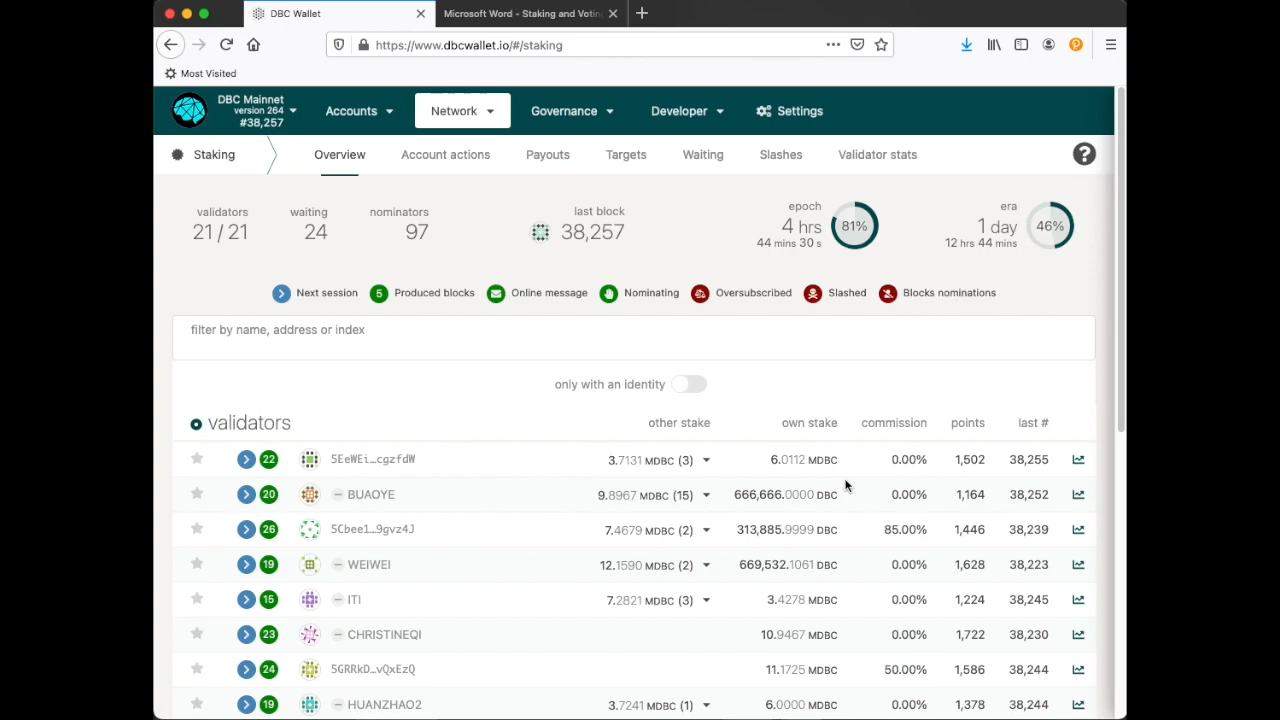 DBC Wallet
Microsoft Word - Staking and Votin
https://www.dbcwallet.io/#/staking
Most Visited
DBC Mainnet
version 264
#38,257
Accounts
Network
Governance
Developer
Settings
Staking
Overview
Account actions
Payouts
Targets
Waiting
Slashes
Validator stats
?
validators
21 / 21
waiting
24
nominators
97
last block
38,257
epoch
4 hrs
44 mins 30 s
81%
era
1 day
12 hrs 44 mins
46%
Next session
5 Produced blocks
Online message
Nominating
Oversubscribed
Slashed
Blocks nominations
filter by name, address or index
only with an identity
validators other stake own stake commission points last #
22 5EeWEi…cgzfdW 3.7131 MDBC (3) 6.0112 MDBC 0.00% 1,502 38,255
20 BUAOYE 9.8967 MDBC (15) 666,666.0000 DBC 0.00% 1,164 38,252
26 5Cbee1…9gvz4J 7.4679 MDBC (2) 313,885.9999 DBC 85.00% 1,446 38,239
19 WEIWEI 12.1590 MDBC (2) 669,532.1061 DBC 0.00% 1,628 38,223
15 ITI 7.2821 MDBC (3) 3.4278 MDBC 0.00% 1,224 38,245
23 CHRISTINEQI 10.9467 MDBC 0.00% 1,722 38,230
24 5GRRkD…vQxEzQ 11.1725 MDBC 50.00% 1,586 38,244
19 HUANZHAO2 3.7241 MDBC (1) 6.0000 MDBC 0.00% 1,378 38,244